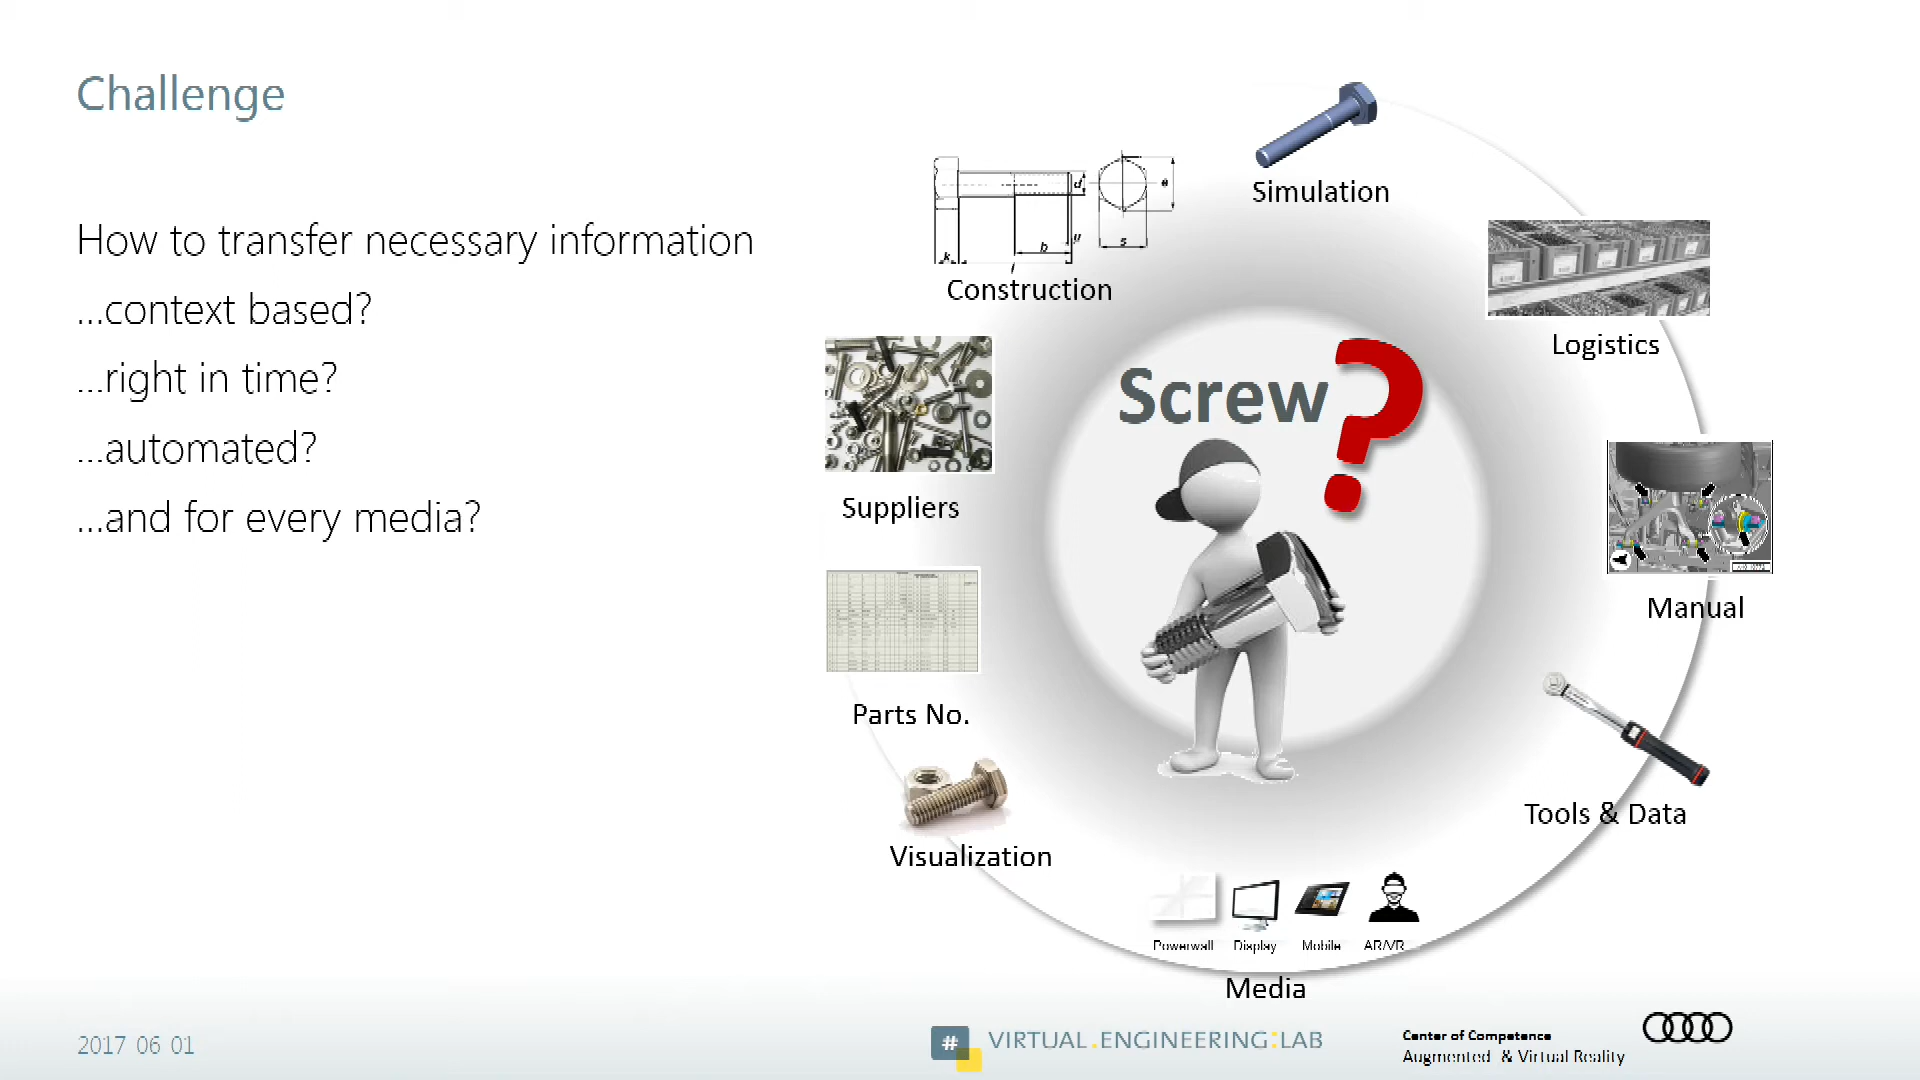 Challenge
How to transfer necessary information
...context based?
...right in time?
...automated?
...and for every media?
Simulation
d
e
b
s
k
l
Construction
Logistics
Screw?
Suppliers
Manual
Parts No.
Tools & Data
Visualization
Powerwall Display Mobile AR/VR
Media
2017 06 01
# VIRTUAL.ENGINEERING:LAB
Center of Competence
Augmented & Virtual Reality